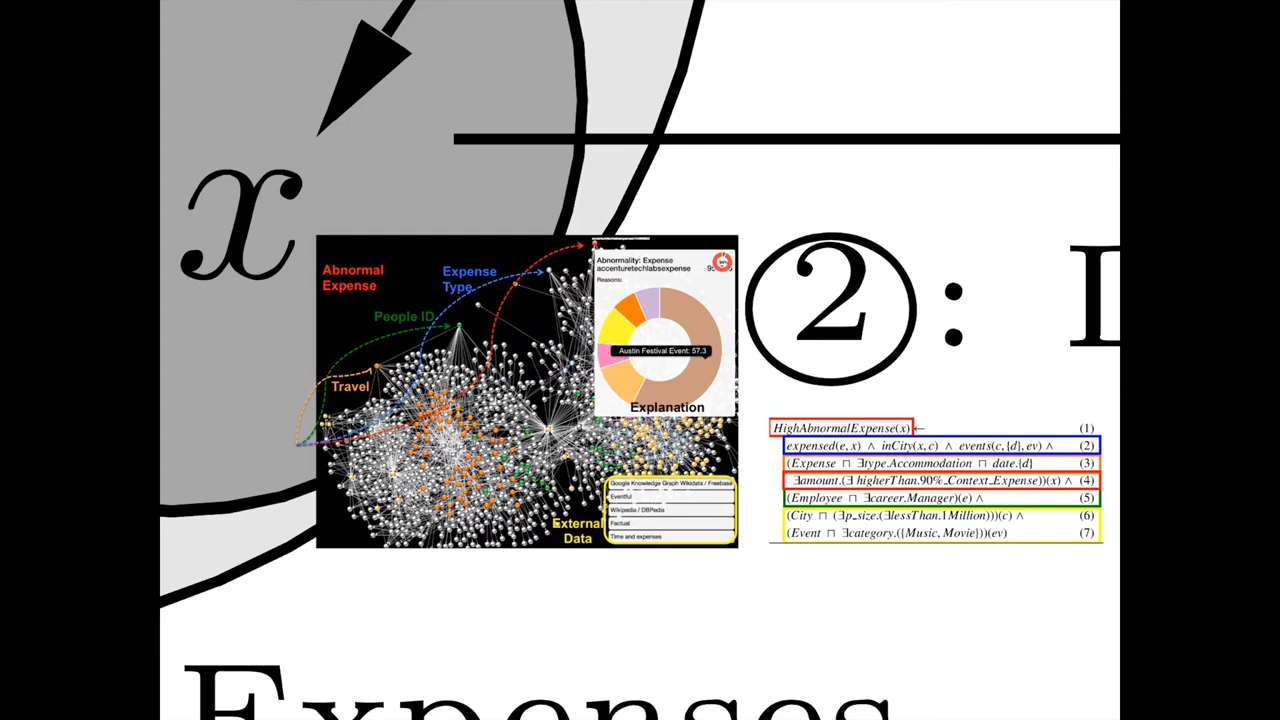 x
②: 
Abnormal
Expense
Expense
Type
People ID
Travel
Abnormality: Expense
accenturetechlabsexpense
Reasons:
Austin Festival Event: 57.3
Explanation
External
Data
Google Knowledge Graph Wikidata / Freebase
Eventful
Wikipedia / DBPedia
Factual
Time and expenses
HighAbnormalExpense(x) ← (1)
expensed(e, x) ∧ inCity(x, c) ∧ events(c, {d}, ev) ∧ (2)
(Expense ⊓ ∃type.Accommodation ⊓ date.{d} (3)
∃amount.(∃ higherThan.90%_Context_Expense))(x) ∧ (4)
(Employee ⊓ ∃career.Manager)(e) ∧ (5)
(City ⊓ (∃p_size.(∃lessThan.1Million)))(c) ∧ (6)
(Event ⊓ ∃category.({Music, Movie}))(ev) (7)
Expenses